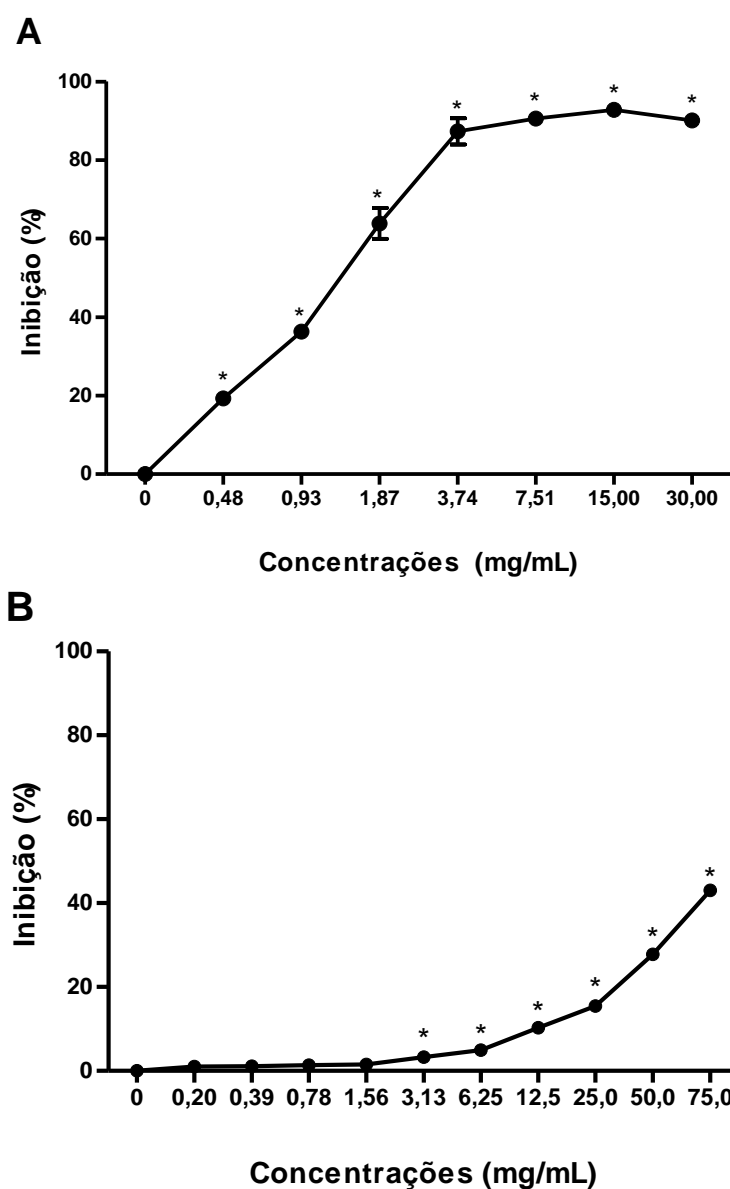 A
100
80
60
40
20
0
Inibição (%)
* * * * * * *
0 0,48 0,93 1,87 3,74 7,51 15,00 30,00
Concentrações (mg/mL)
B
100
80
60
40
20
0
Inibição (%)
* * * * * *
0 0,20 0,39 0,78 1,56 3,13 6,25 12,5 25,0 50,0 75,0
Concentrações (mg/mL)